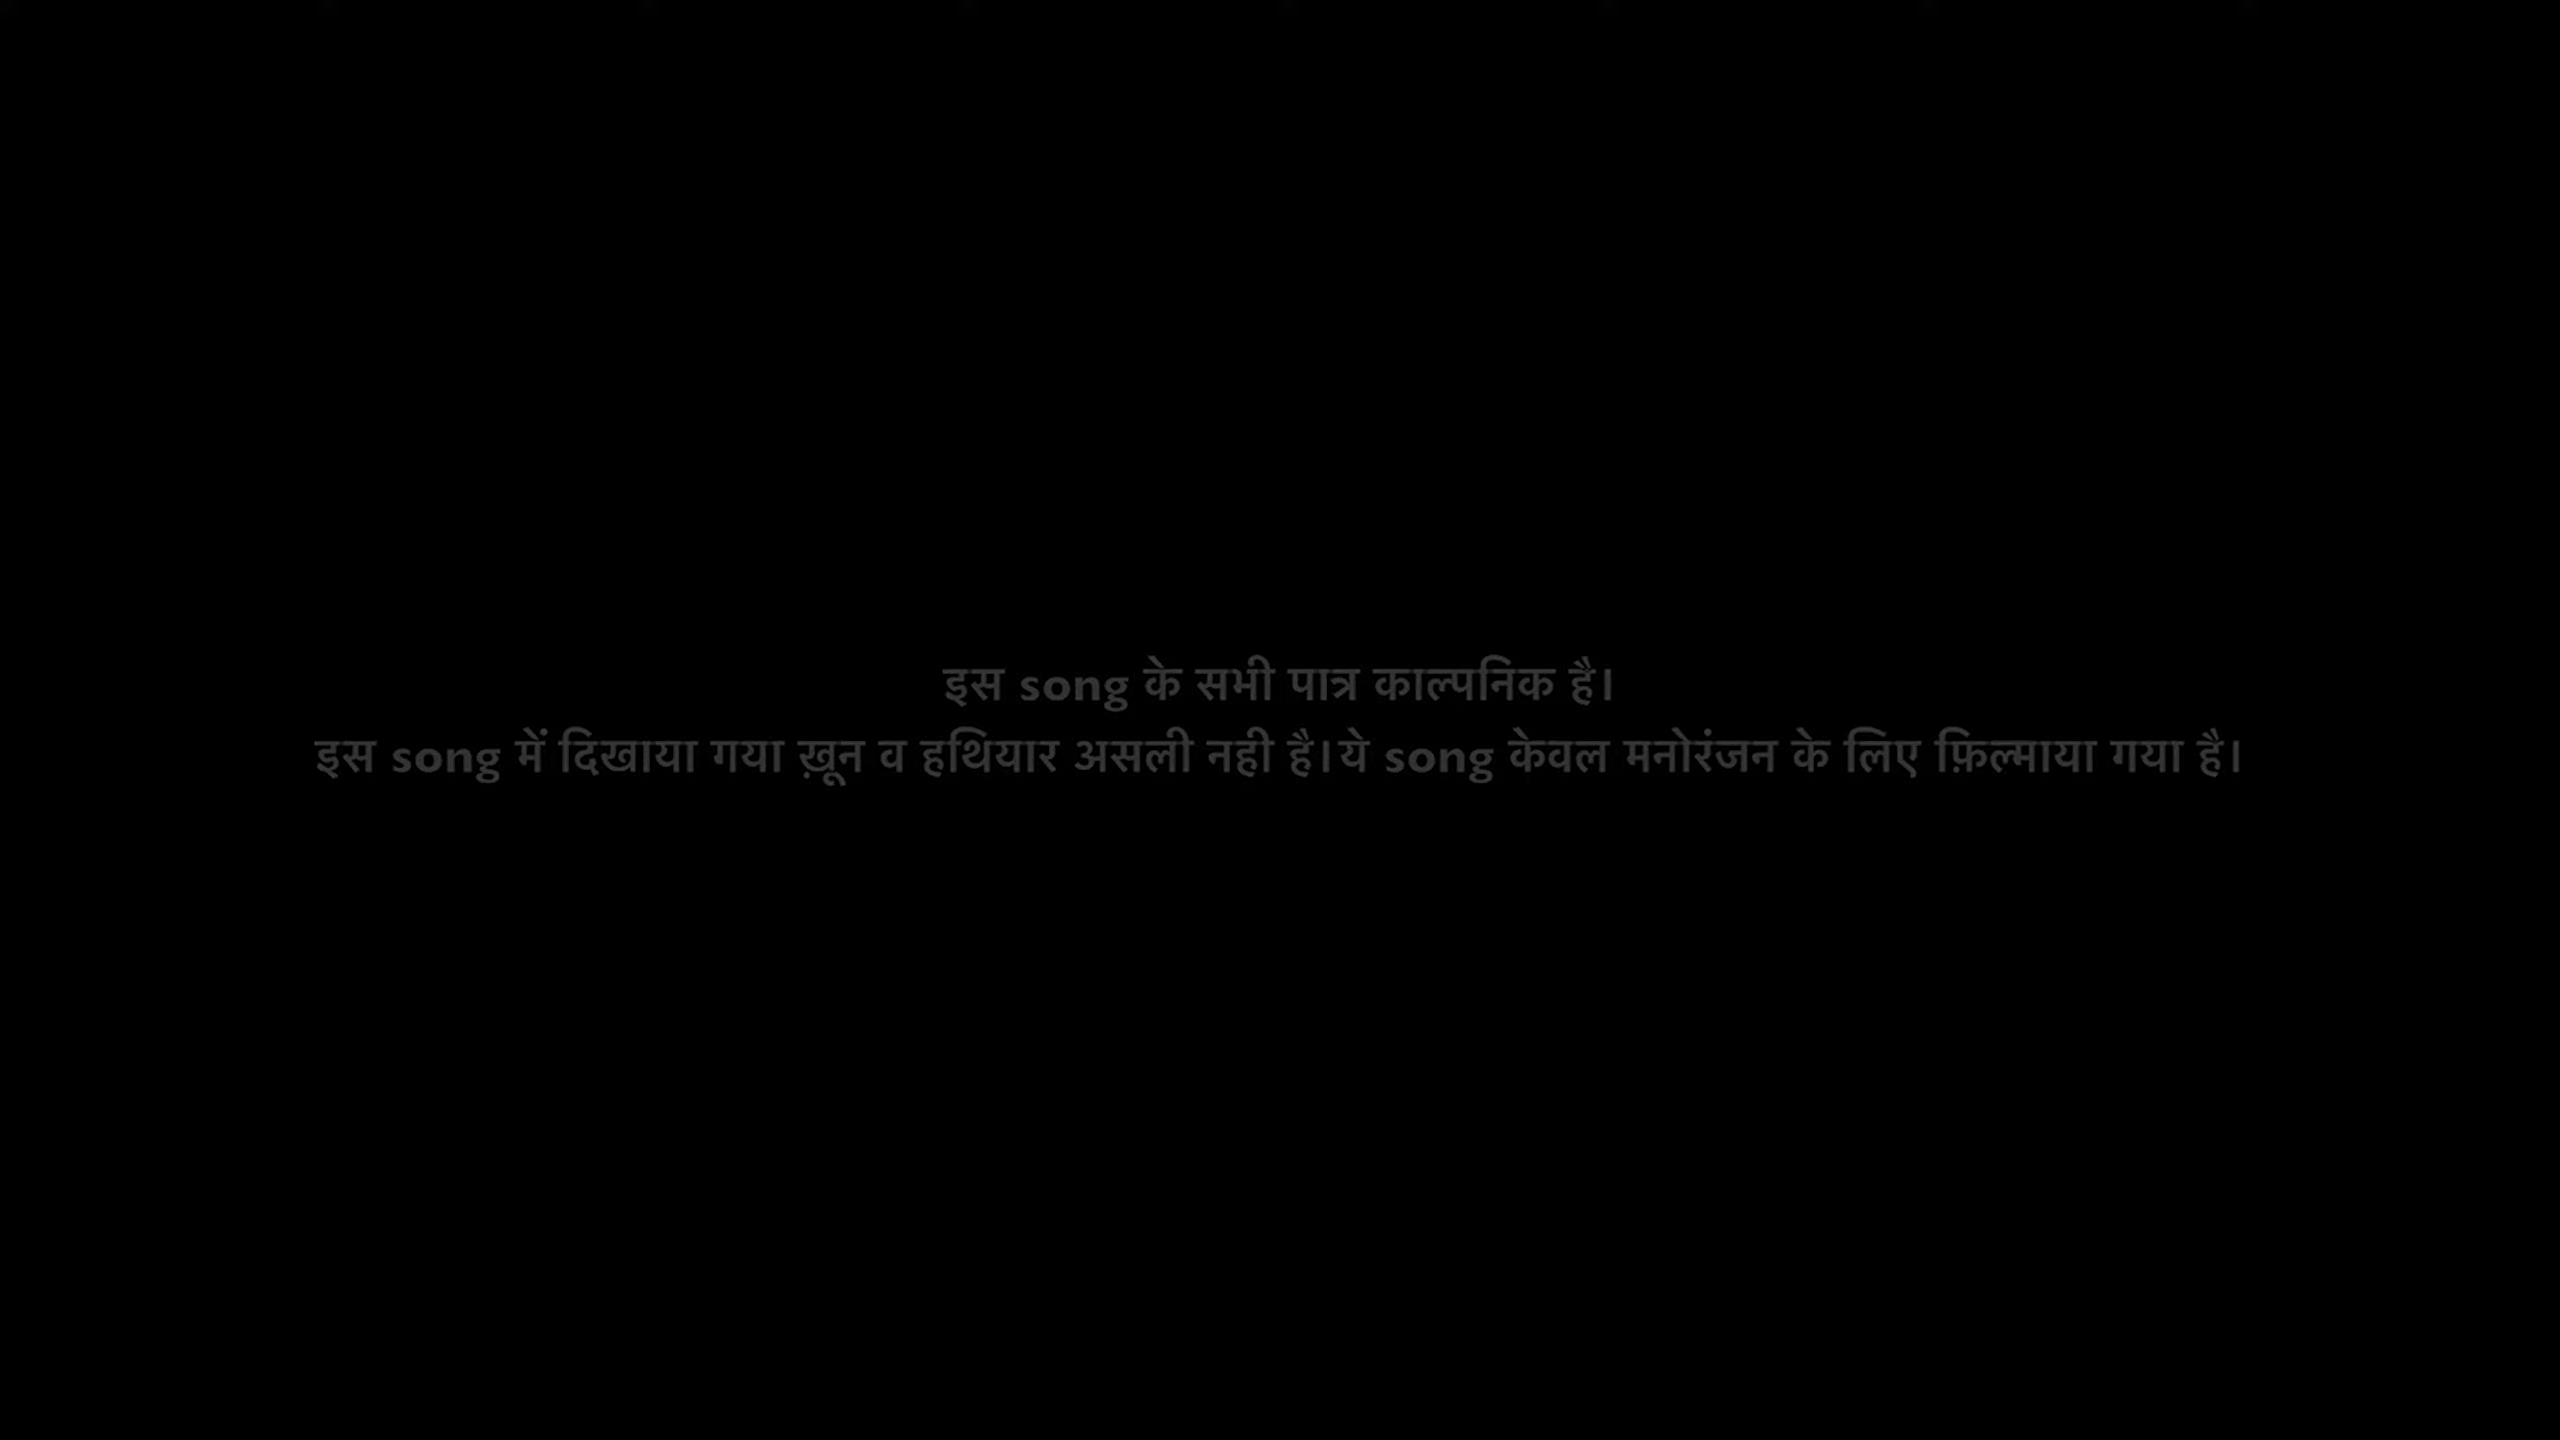 इस song के सभी पात्र काल्पनिक है।
इस song में दिखाया गया ख़ून व हथियार असली नही है। ये song केवल मनोरंजन के लिए फ़िल्माया गया है।